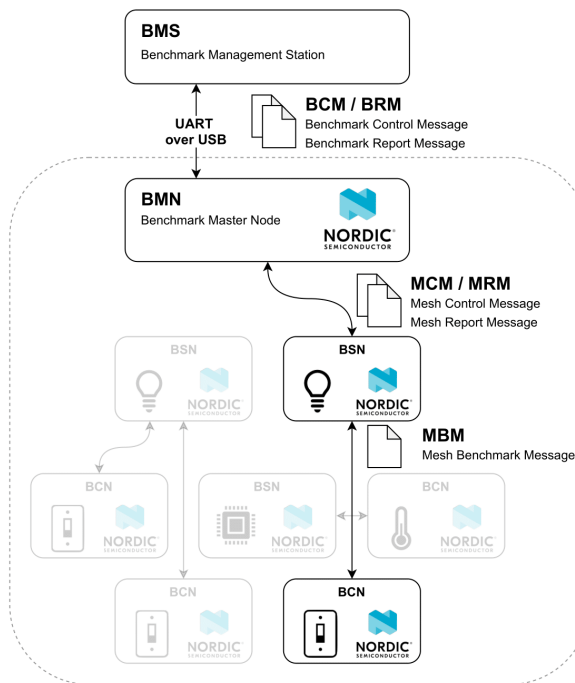 BMS
Benchmark Management Station
UART
over USB
BCM / BRM
Benchmark Control Message
Benchmark Report Message
BMN
Benchmark Master Node
NORDIC®
SEMICONDUCTOR
MCM / MRM
Mesh Control Message
Mesh Report Message
BSN
NORDIC®
SEMICONDUCTOR
BSN
NORDIC®
SEMICONDUCTOR
MBM
Mesh Benchmark Message
BCN
NORDIC®
SEMICONDUCTOR
BSN
NORDIC®
SEMICONDUCTOR
BCN
NORDIC®
SEMICONDUCTOR
BCN
NORDIC®
SEMICONDUCTOR
BCN
NORDIC®
SEMICONDUCTOR